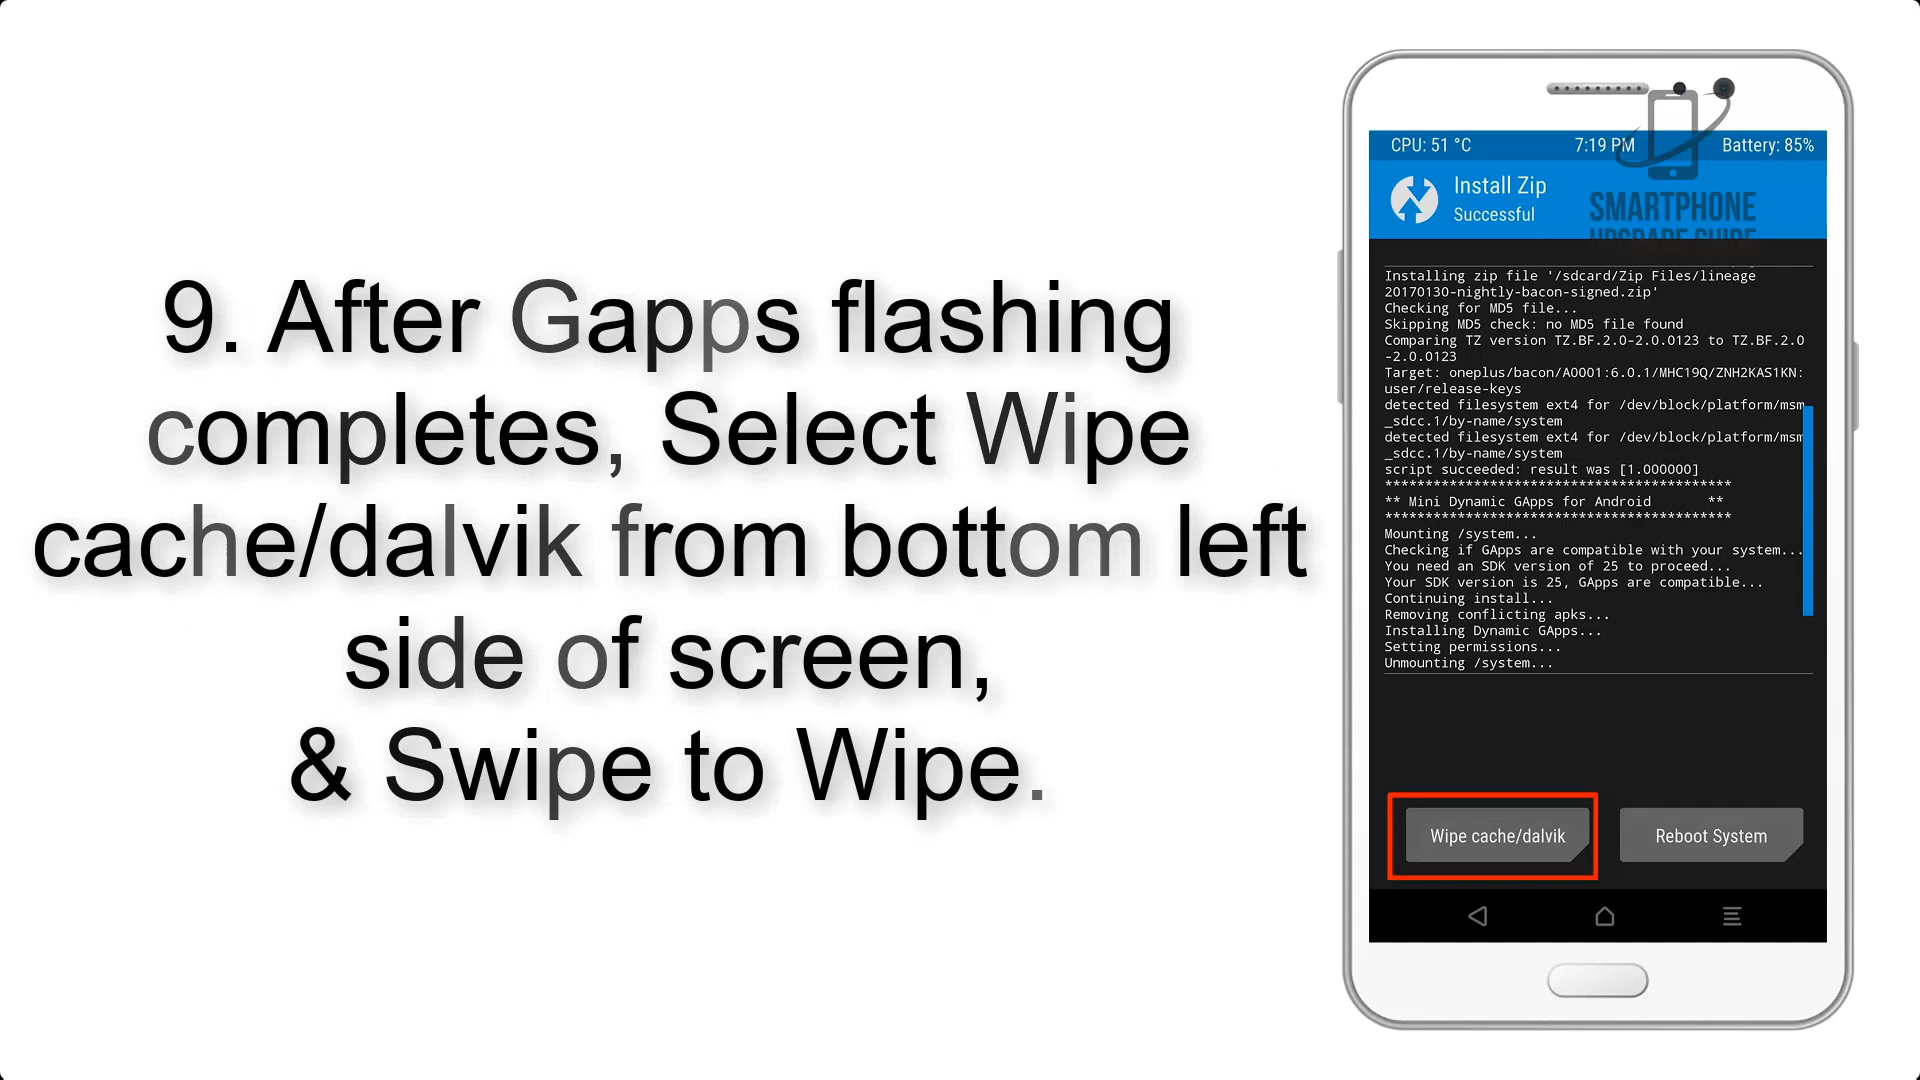 9. After Gapps flashing
completes, Select Wipe
cache/dalvik from bottom left
side of screen,
& Swipe to Wipe.
CPU: 51 °C 7:19 PM Battery: 85%
Install Zip
Successful
SMARTPHONE
UPGRADE GUIDE
Installing zip file '/sdcard/Zip Files/lineage
20170130-nightly-bacon-signed.zip'
Checking for MD5 file...
Skipping MD5 check: no MD5 file found
Comparing TZ version TZ.BF.2.0-2.0.0123 to TZ.BF.2.0
-2.0.0123
Target: oneplus/bacon/A0001:6.0.1/MHC19Q/ZNH2KAS1KN:
user/release-keys
detected filesystem ext4 for /dev/block/platform/msm
_sdcc.1/by-name/system
detected filesystem ext4 for /dev/block/platform/msm
_sdcc.1/by-name/system
script succeeded: result was [1.000000]
*******************************************
** Mini Dynamic GApps for Android **
*******************************************
Mounting /system...
Checking if GApps are compatible with your system...
You need an SDK version of 25 to proceed...
Your SDK version is 25, GApps are compatible...
Continuing install...
Removing conflicting apks...
Installing Dynamic GApps...
Setting permissions...
Unmounting /system...
Wipe cache/dalvik Reboot System